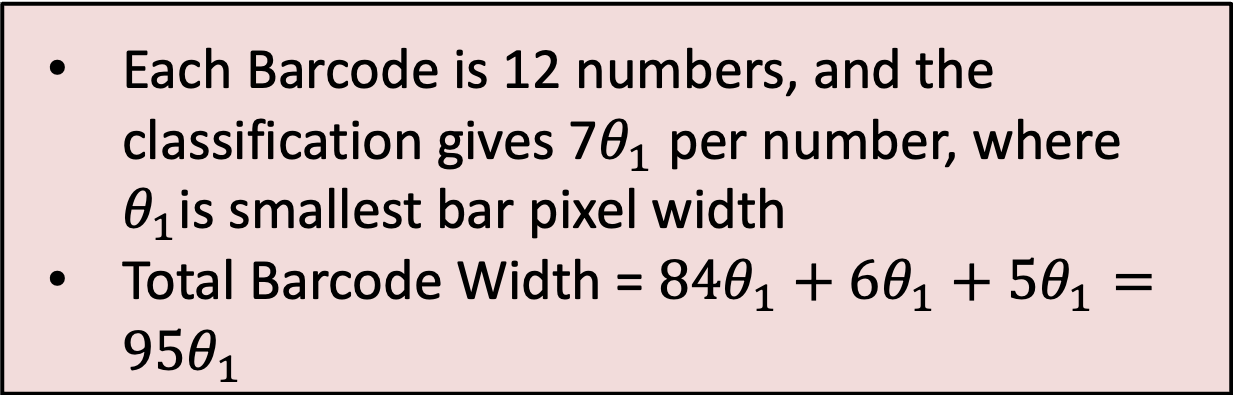 • Each Barcode is 12 numbers, and the
classification gives 7𝜃₁ per number, where
𝜃₁ is smallest bar pixel width
• Total Barcode Width = 84𝜃₁ + 6𝜃₁ + 5𝜃₁ =
95𝜃₁